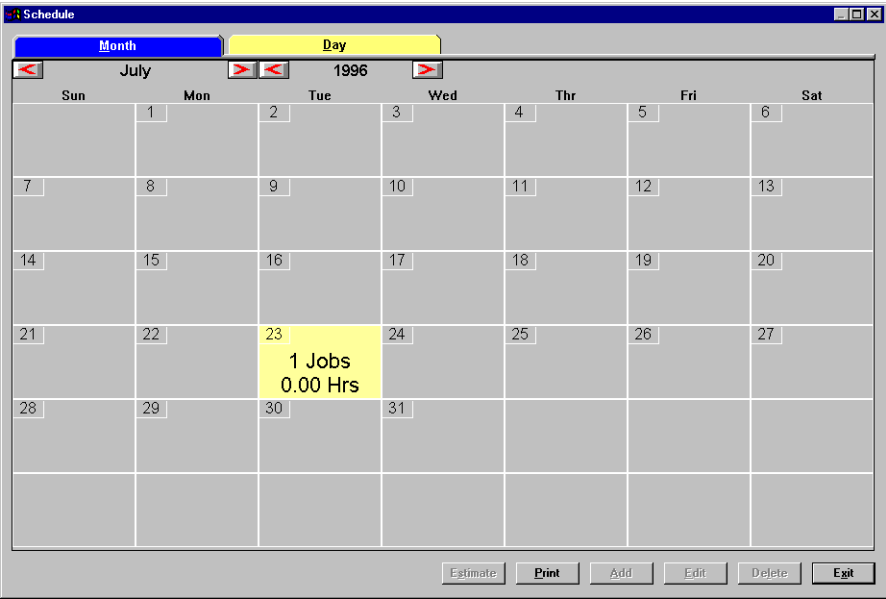 Schedule
Month Day
July 1996
Sun Mon Tue Wed Thr Fri Sat
1 2 3 4 5 6
7 8 9 10 11 12 13
14 15 16 17 18 19 20
21 22 23 24 25 26 27
1 Jobs
0.00 Hrs
28 29 30 31
Estimate Print Add Edit Delete Exit